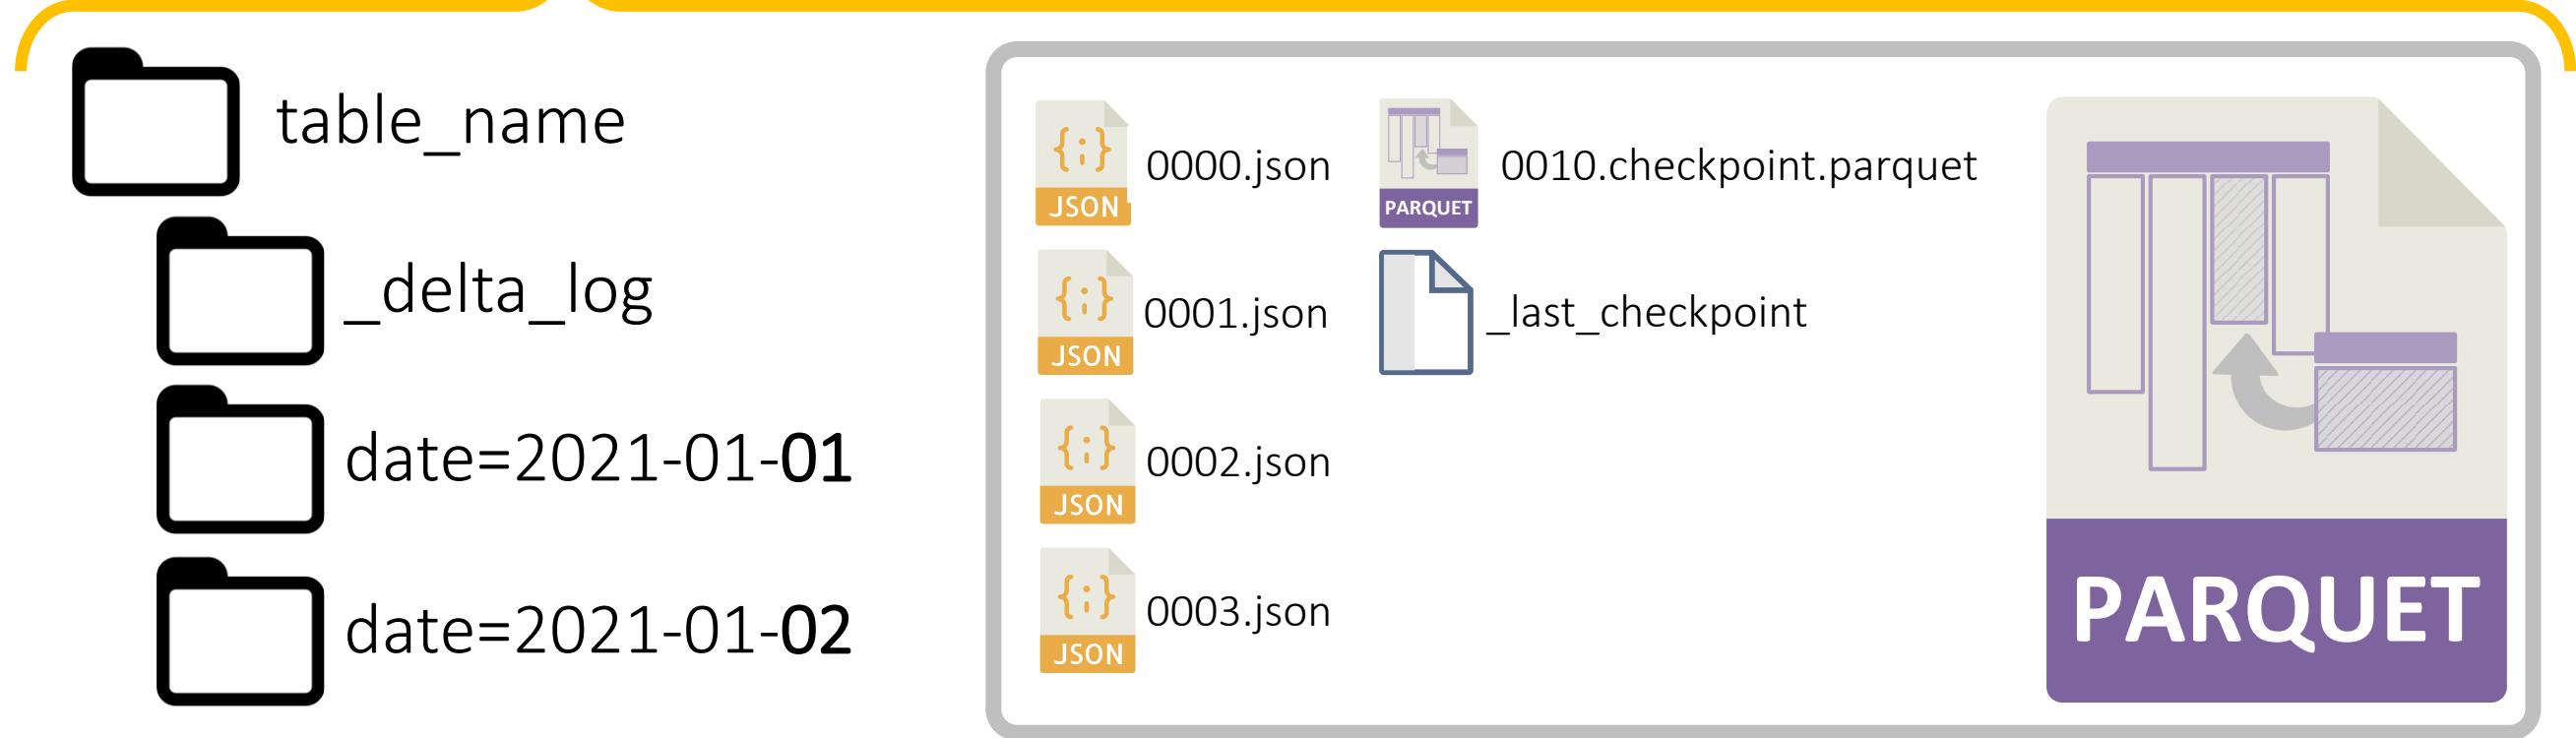 table_name
_delta_log
date=2021-01-01
date=2021-01-02
{;}
JSON
0000.json
PARQUET
0010.checkpoint.parquet
{;}
JSON
0001.json
_last_checkpoint
{;}
JSON
0002.json
{;}
JSON
0003.json
PARQUET